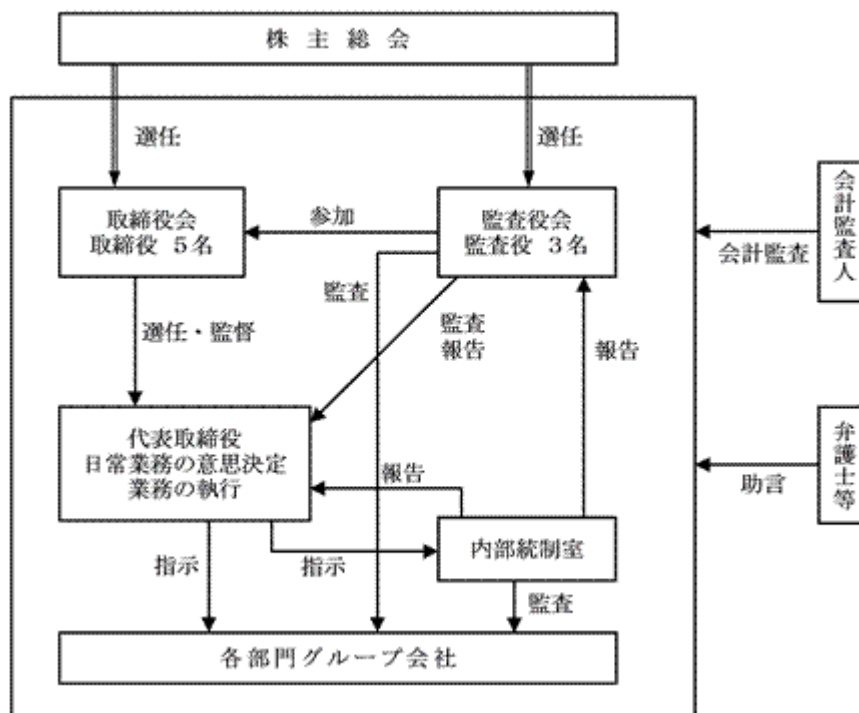 株主総会
選任
選任
取締役会
取締役 5名
参加
監査役会
監査役 3名
会計監査人
会計監査
監査
選任・監督
監査
報告
報告
代表取締役
日常業務の意思決定
業務の執行
報告
弁護士等
助言
指示
指示
内部統制室
監査
各部門グループ会社